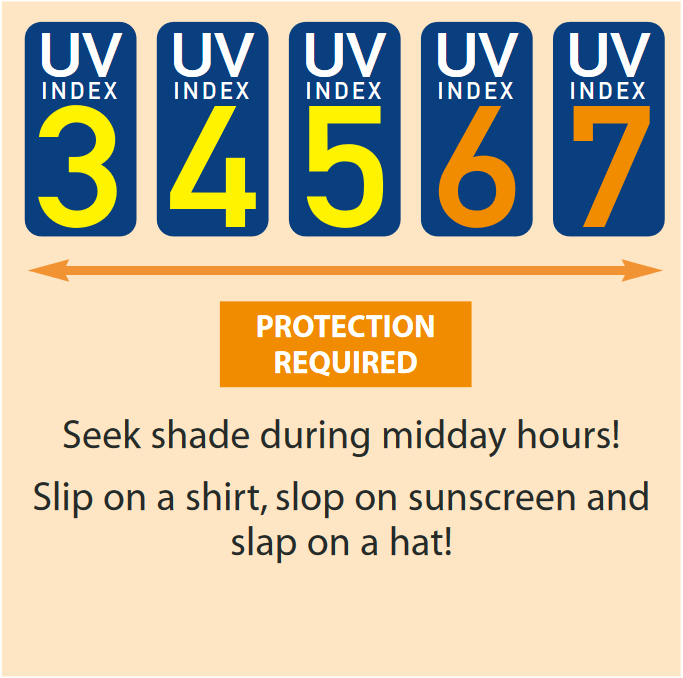 UV UV UV UV UV
INDEX INDEX INDEX INDEX INDEX
3 4 5 6 7
PROTECTION
REQUIRED
Seek shade during midday hours!
Slip on a shirt, slop on sunscreen and
slap on a hat!